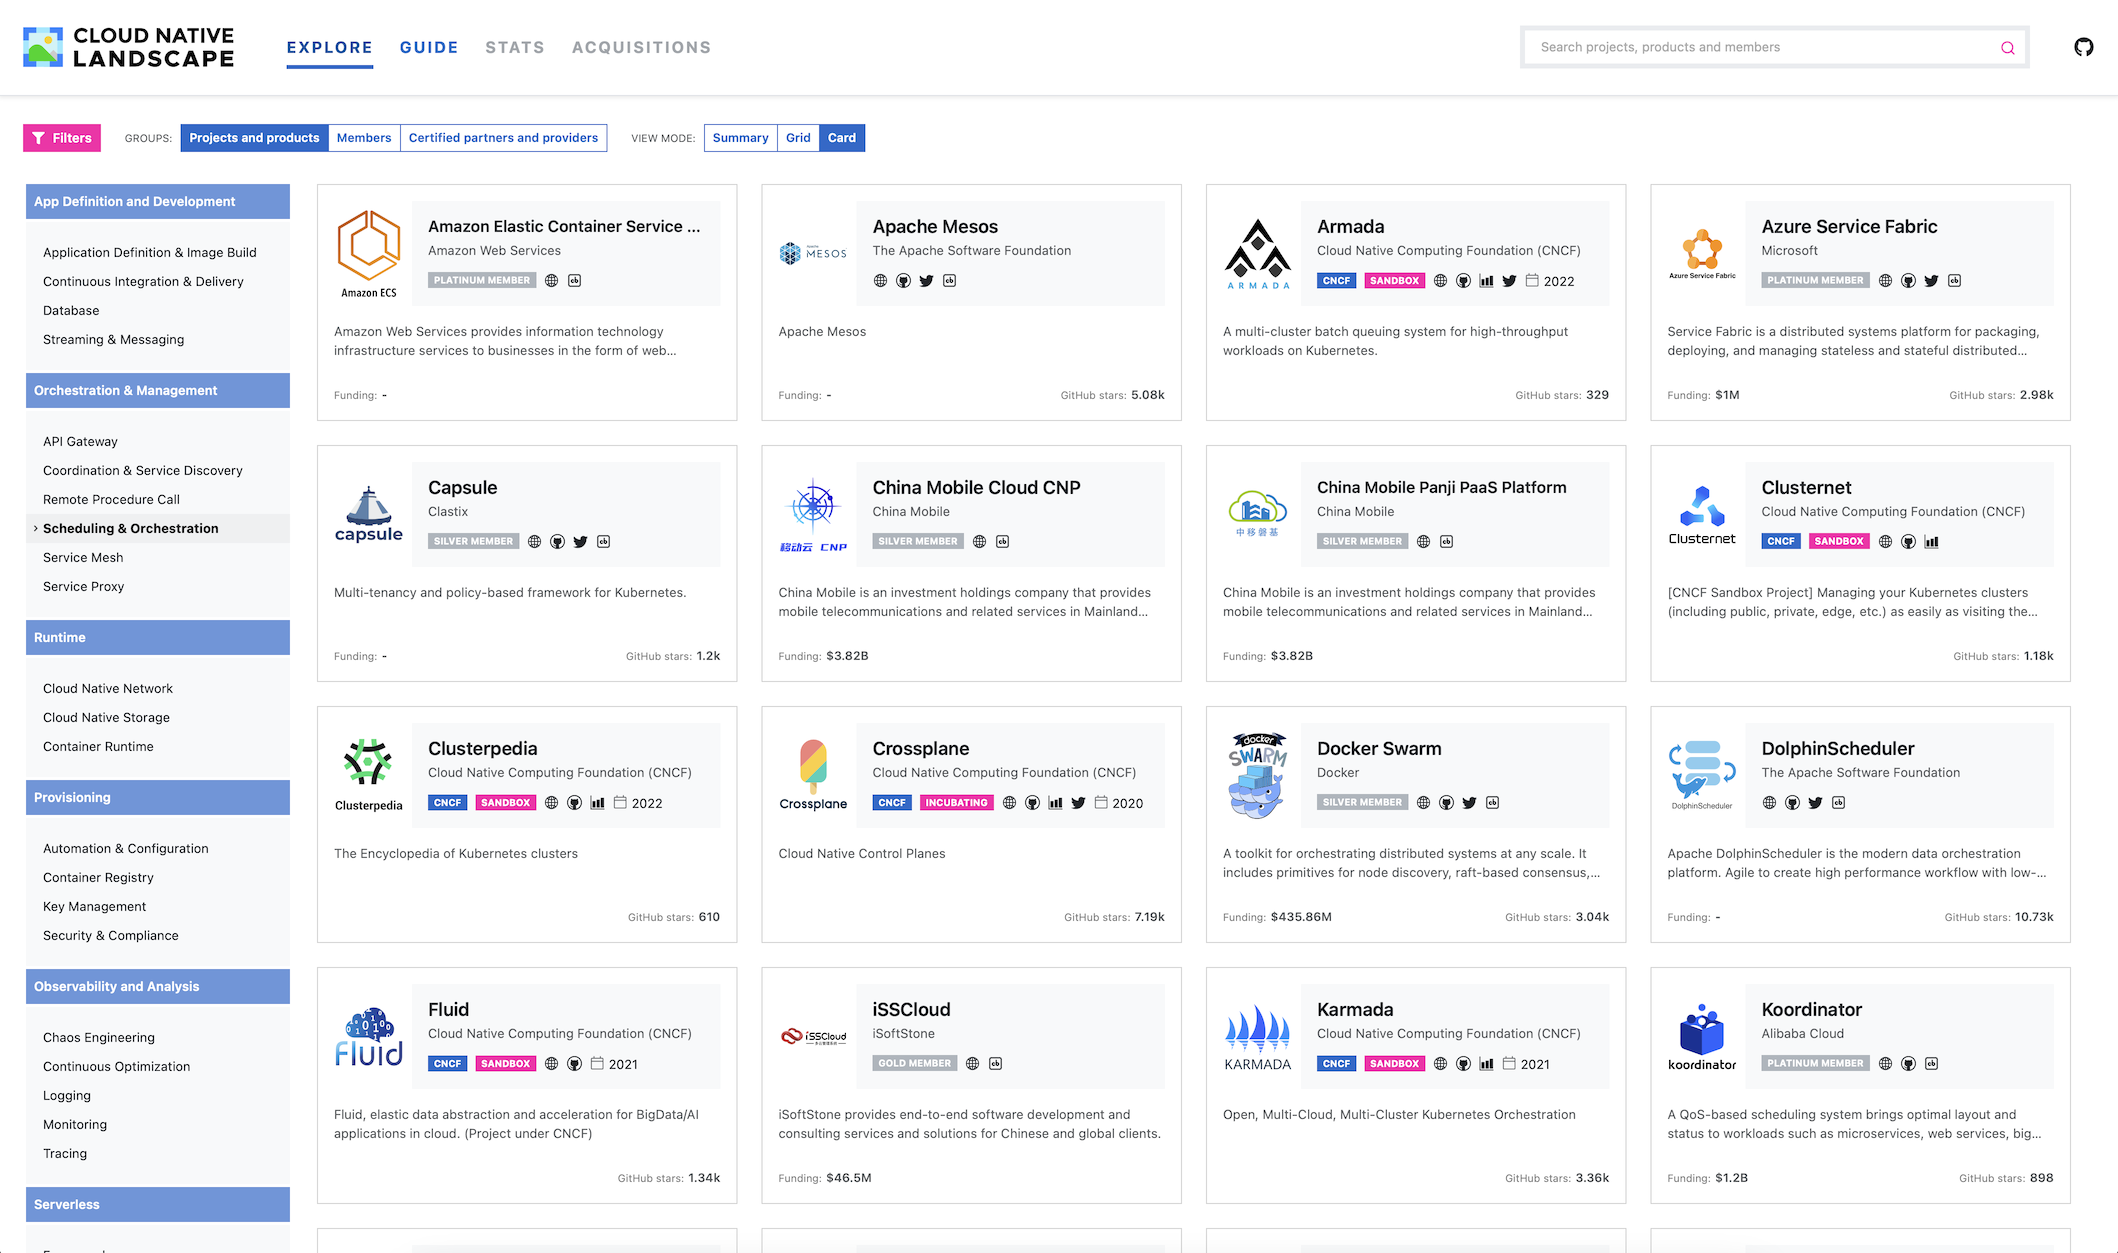 CLOUD NATIVE
LANDSCAPE
EXPLORE
GUIDE
STATS
ACQUISITIONS
Search projects, products and members
Filters
GROUPS:
Projects and products
Members
Certified partners and providers
VIEW MODE:
Summary
Grid
Card
App Definition and Development
Application Definition & Image Build
Continuous Integration & Delivery
Database
Streaming & Messaging
Orchestration & Management
API Gateway
Coordination & Service Discovery
Remote Procedure Call
Scheduling & Orchestration
Service Mesh
Service Proxy
Runtime
Cloud Native Network
Cloud Native Storage
Container Runtime
Provisioning
Automation & Configuration
Container Registry
Key Management
Security & Compliance
Observability and Analysis
Chaos Engineering
Continuous Optimization
Logging
Monitoring
Tracing
Serverless
Amazon ECS
Amazon Elastic Container Service ...
Amazon Web Services
PLATINUM MEMBER
Amazon Web Services provides information technology
infrastructure services to businesses in the form of web...
Funding: -
MESOS
Apache Mesos
The Apache Software Foundation
Apache Mesos
Funding: -
GitHub stars: 5.08k
ARMADA
Armada
Cloud Native Computing Foundation (CNCF)
CNCF SANDBOX 2022
A multi-cluster batch queuing system for high-throughput
workloads on Kubernetes.
GitHub stars: 329
Azure Service Fabric
Azure Service Fabric
Microsoft
PLATINUM MEMBER
Service Fabric is a distributed systems platform for packaging,
deploying, and managing stateless and stateful distributed...
Funding: $1M
GitHub stars: 2.98k
capsule
Capsule
Clastix
SILVER MEMBER
Multi-tenancy and policy-based framework for Kubernetes.
Funding: -
GitHub stars: 1.2k
移动云 CNP
China Mobile Cloud CNP
China Mobile
SILVER MEMBER
China Mobile is an investment holdings company that provides
mobile telecommunications and related services in Mainland...
Funding: $3.82B
中移磐基
China Mobile Panji PaaS Platform
China Mobile
SILVER MEMBER
China Mobile is an investment holdings company that provides
mobile telecommunications and related services in Mainland...
Funding: $3.82B
Clusternet
Clusternet
Cloud Native Computing Foundation (CNCF)
CNCF SANDBOX
[CNCF Sandbox Project] Managing your Kubernetes clusters
(including public, private, edge, etc.) as easily as visiting the...
GitHub stars: 1.18k
Clusterpedia
Clusterpedia
Cloud Native Computing Foundation (CNCF)
CNCF SANDBOX 2022
The Encyclopedia of Kubernetes clusters
GitHub stars: 610
Crossplane
Crossplane
Cloud Native Computing Foundation (CNCF)
CNCF INCUBATING 2020
Cloud Native Control Planes
GitHub stars: 7.19k
docker
SWARM
Docker Swarm
Docker
SILVER MEMBER
A toolkit for orchestrating distributed systems at any scale. It
includes primitives for node discovery, raft-based consensus,...
Funding: $435.86M
GitHub stars: 3.04k
DolphinScheduler
DolphinScheduler
The Apache Software Foundation
Apache DolphinScheduler is the modern data orchestration
platform. Agile to create high performance workflow with low-...
Funding: -
GitHub stars: 10.73k
Fluid
Fluid
Cloud Native Computing Foundation (CNCF)
CNCF SANDBOX 2021
Fluid, elastic data abstraction and acceleration for BigData/AI
applications in cloud. (Project under CNCF)
GitHub stars: 1.34k
iSSCloud
iSSCloud
iSoftStone
GOLD MEMBER
iSoftStone provides end-to-end software development and
consulting services and solutions for Chinese and global clients.
Funding: $46.5M
KARMADA
Karmada
Cloud Native Computing Foundation (CNCF)
CNCF SANDBOX 2021
Open, Multi-Cloud, Multi-Cluster Kubernetes Orchestration
GitHub stars: 3.36k
koordinator
Koordinator
Alibaba Cloud
PLATINUM MEMBER
A QoS-based scheduling system brings optimal layout and
status to workloads such as microservices, web services, big...
Funding: $1.2B
GitHub stars: 898